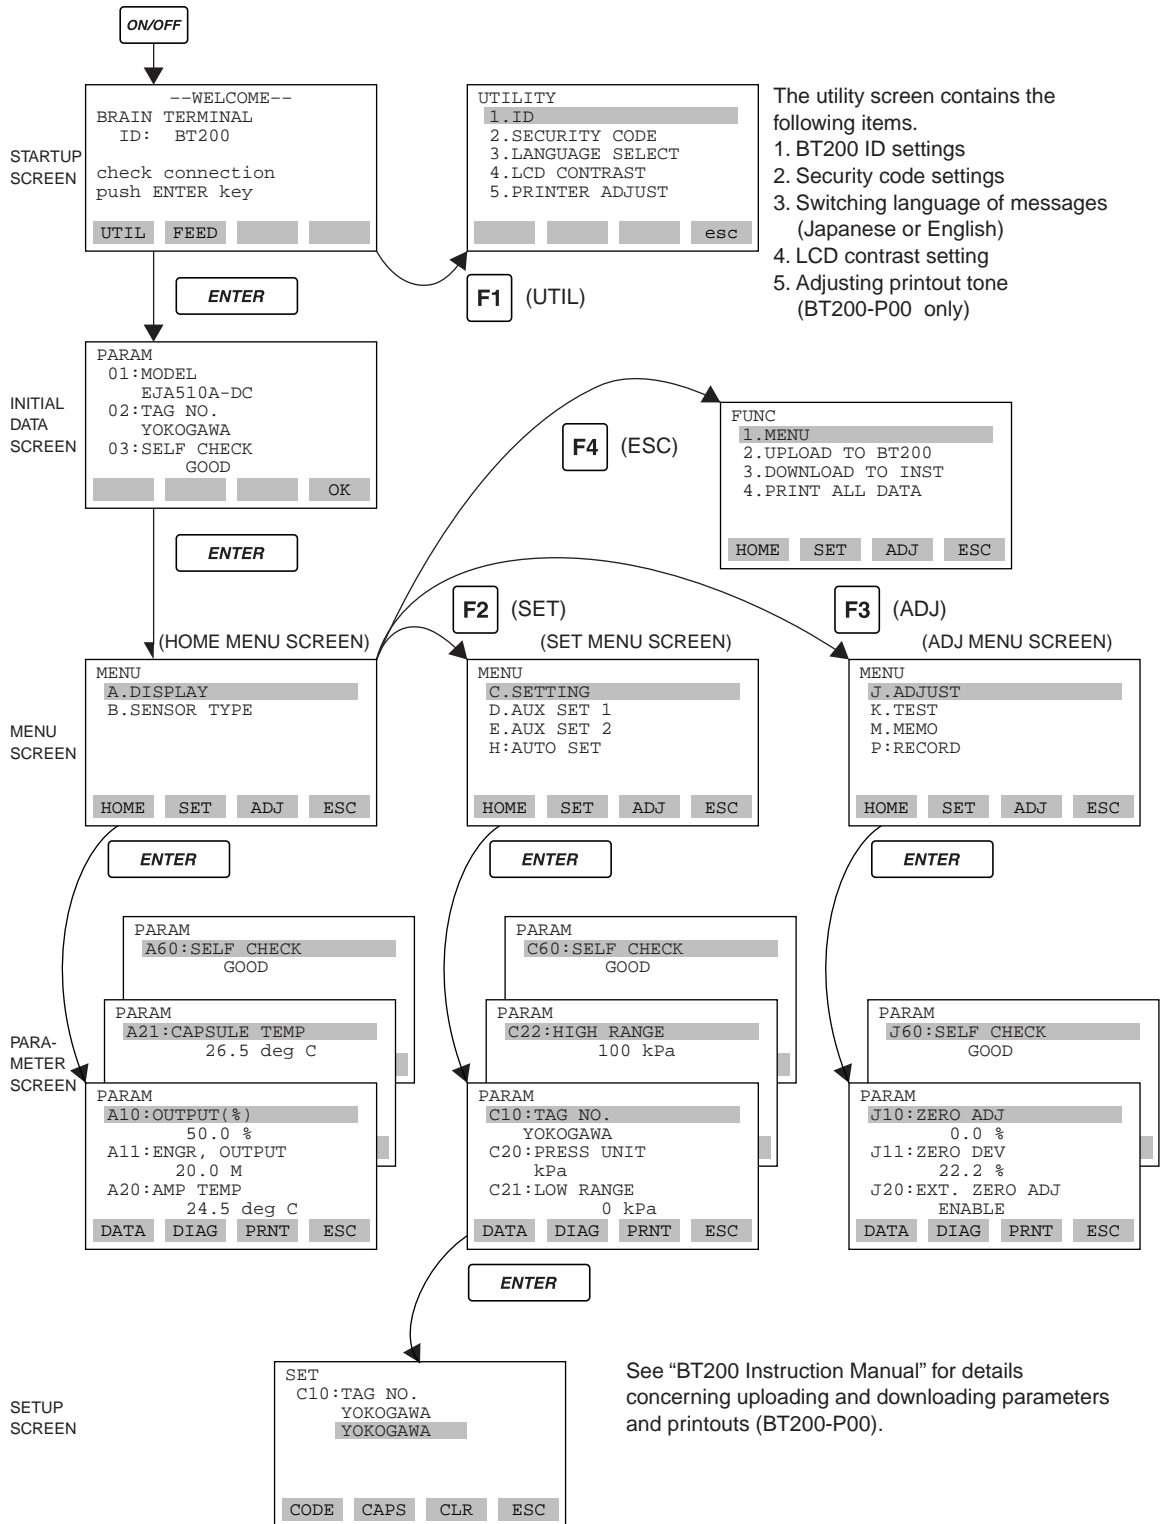 ON/OFF
STARTUP
SCREEN
--WELCOME--
BRAIN TERMINAL
ID: BT200
check connection
push ENTER key
UTIL FEED
UTILITY
1.ID
2.SECURITY CODE
3.LANGUAGE SELECT
4.LCD CONTRAST
5.PRINTER ADJUST
esc
The utility screen contains the
following items.
1. BT200 ID settings
2. Security code settings
3. Switching language of messages
(Japanese or English)
4. LCD contrast setting
5. Adjusting printout tone
(BT200-P00 only)
ENTER
F1 (UTIL)
INITIAL
DATA
SCREEN
PARAM
01:MODEL
EJA510A-DC
02:TAG NO.
YOKOGAWA
03:SELF CHECK
GOOD
OK
F4 (ESC)
FUNC
1.MENU
2.UPLOAD TO BT200
3.DOWNLOAD TO INST
4.PRINT ALL DATA
HOME SET ADJ ESC
ENTER
F2 (SET)
F3 (ADJ)
(HOME MENU SCREEN)
(SET MENU SCREEN)
(ADJ MENU SCREEN)
MENU
SCREEN
MENU
A.DISPLAY
B.SENSOR TYPE
HOME SET ADJ ESC
MENU
C.SETTING
D.AUX SET 1
E.AUX SET 2
H:AUTO SET
HOME SET ADJ ESC
MENU
J.ADJUST
K.TEST
M.MEMO
P:RECORD
HOME SET ADJ ESC
ENTER
ENTER
ENTER
PARA-
METER
SCREEN
PARAM
A60:SELF CHECK
GOOD
PARAM
A21:CAPSULE TEMP
26.5 deg C
PARAM
A10:OUTPUT(%)
50.0 %
A11:ENGR, OUTPUT
20.0 M
A20:AMP TEMP
24.5 deg C
DATA DIAG PRNT ESC
PARAM
C60:SELF CHECK
GOOD
PARAM
C22:HIGH RANGE
100 kPa
PARAM
C10:TAG NO.
YOKOGAWA
C20:PRESS UNIT
kPa
C21:LOW RANGE
0 kPa
DATA DIAG PRNT ESC
PARAM
J60:SELF CHECK
GOOD
PARAM
J10:ZERO ADJ
0.0 %
J11:ZERO DEV
22.2 %
J20:EXT. ZERO ADJ
ENABLE
DATA DIAG PRNT ESC
ENTER
SETUP
SCREEN
SET
C10:TAG NO.
YOKOGAWA
YOKOGAWA
CODE CAPS CLR ESC
See “BT200 Instruction Manual” for details
concerning uploading and downloading parameters
and printouts (BT200-P00).